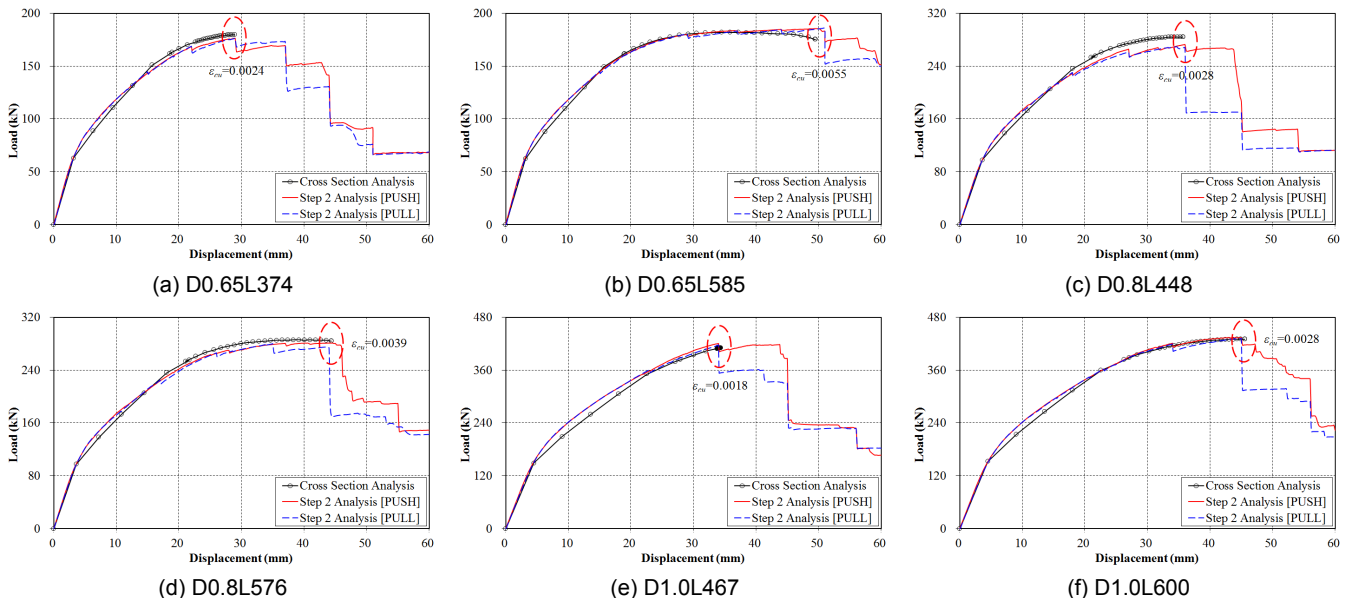 200
150
100
50
0
Load (kN)
0 10 20 30 40 50 60
Displacement (mm)
εcu=0.0024
Cross Section Analysis
Step 2 Analysis [PUSH]
Step 2 Analysis [PULL]
(a) D0.65L374
200
150
100
50
0
Load (kN)
0 10 20 30 40 50 60
Displacement (mm)
εcu=0.0055
Cross Section Analysis
Step 2 Analysis [PUSH]
Step 2 Analysis [PULL]
(b) D0.65L585
320
240
160
80
0
Load (kN)
0 10 20 30 40 50 60
Displacement (mm)
εcu=0.0028
Cross Section Analysis
Step 2 Analysis [PUSH]
Step 2 Analysis [PULL]
(c) D0.8L448
320
240
160
80
0
Load (kN)
0 10 20 30 40 50 60
Displacement (mm)
εcu=0.0039
Cross Section Analysis
Step 2 Analysis [PUSH]
Step 2 Analysis [PULL]
(d) D0.8L576
480
360
240
120
0
Load (kN)
0 10 20 30 40 50 60
Displacement (mm)
εcu=0.0018
Cross Section Analysis
Step 2 Analysis [PUSH]
Step 2 Analysis [PULL]
(e) D1.0L467
480
360
240
120
0
Load (kN)
0 10 20 30 40 50 60
Displacement (mm)
εcu=0.0028
Cross Section Analysis
Step 2 Analysis [PUSH]
Step 2 Analysis [PULL]
(f) D1.0L600